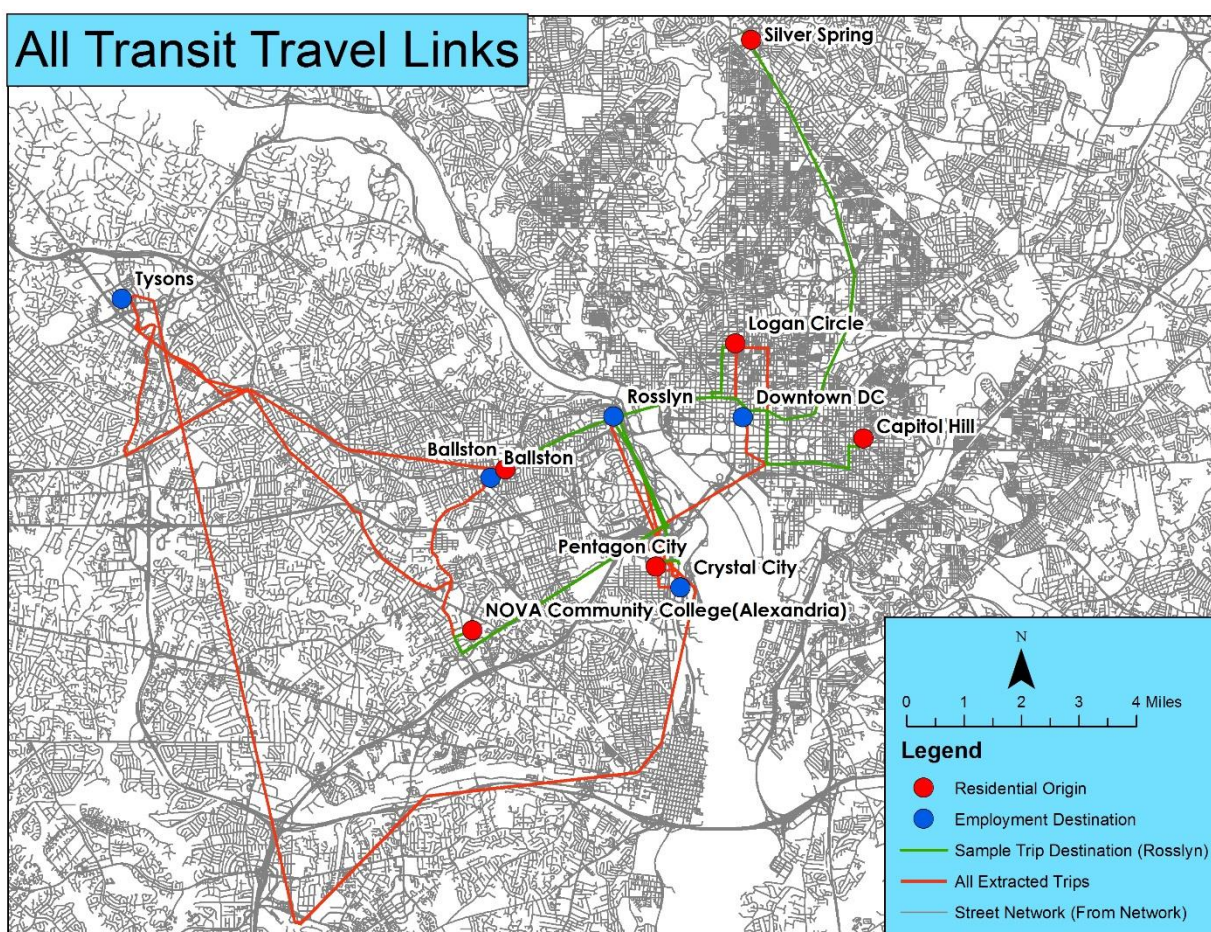 All Transit Travel Links
Silver Spring
Tysons
Logan Circle
Rosslyn
Downtown DC
Capitol Hill
Ballston
Ballston
Pentagon City
Crystal City
NOVA Community College(Alexandria)
N
0 1 2 3 4 Miles
Legend
Residential Origin
Employment Destination
Sample Trip Destination (Rosslyn)
All Extracted Trips
Street Network (From Network)